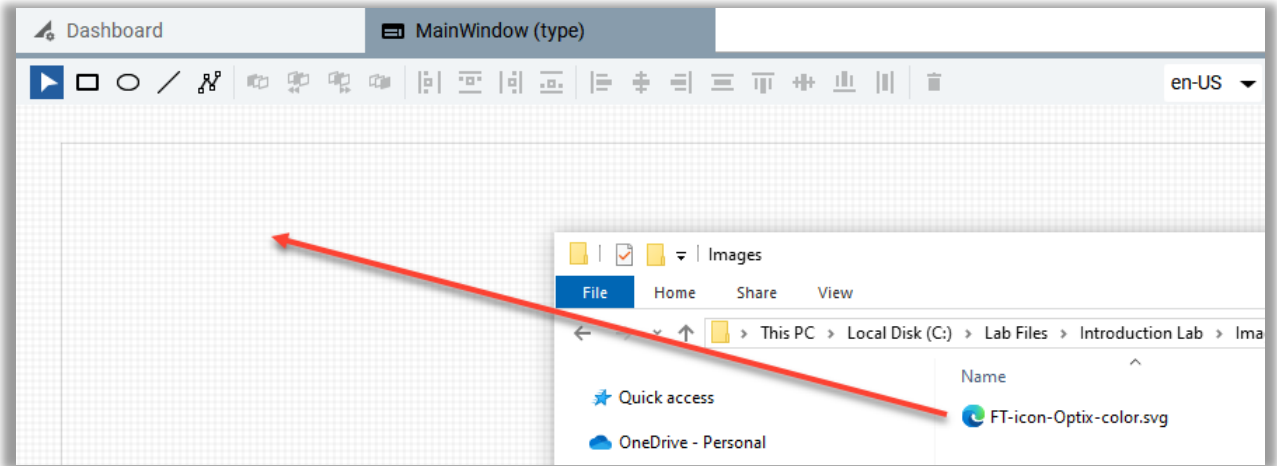 Dashboard
MainWindow (type)
en-US
Images
File
Home
Share
View
This PC > Local Disk (C:) > Lab Files > Introduction Lab > Ima
Name
Quick access
FT-icon-Optix-color.svg
OneDrive - Personal